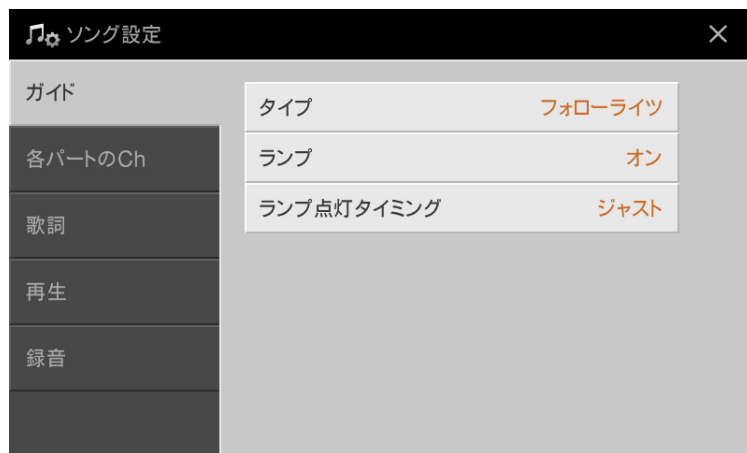 ソング設定
ガイド
タイプ フォローライツ
ランプ オン
ランプ点灯タイミング ジャスト
各パートのCh
歌詞
再生
録音